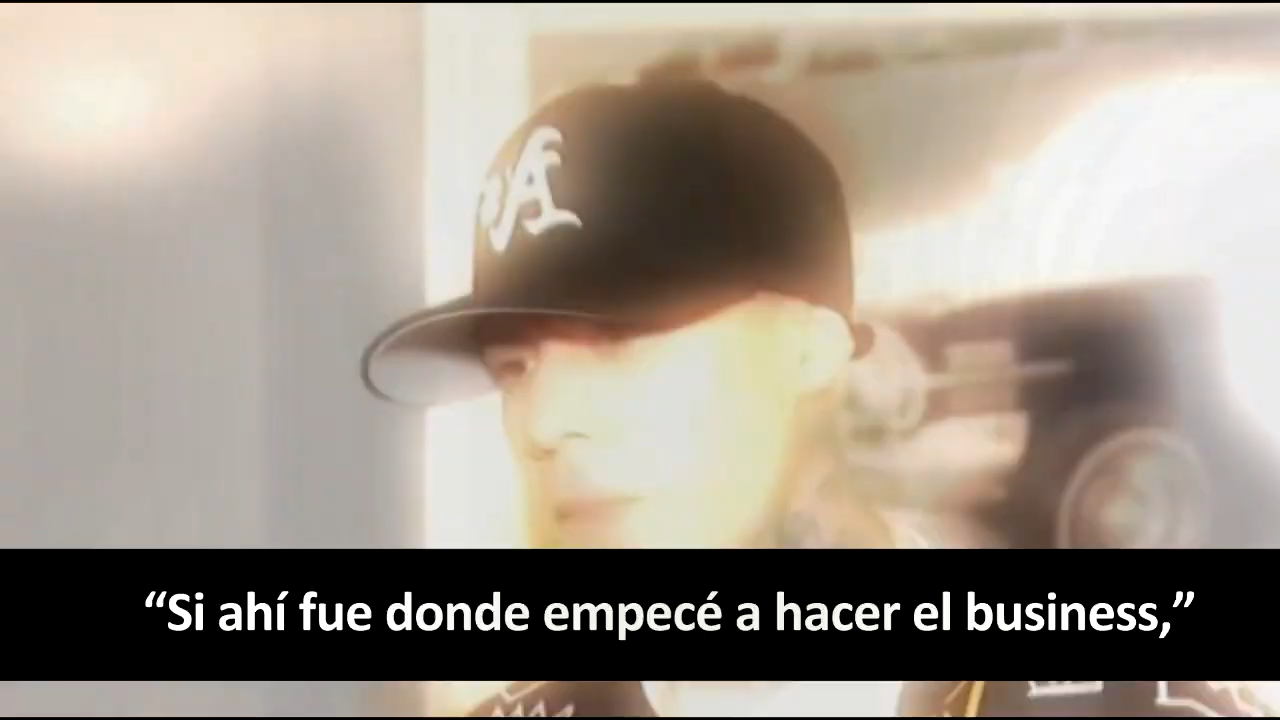 A
“Si ahí fue donde empecé a hacer el business,”